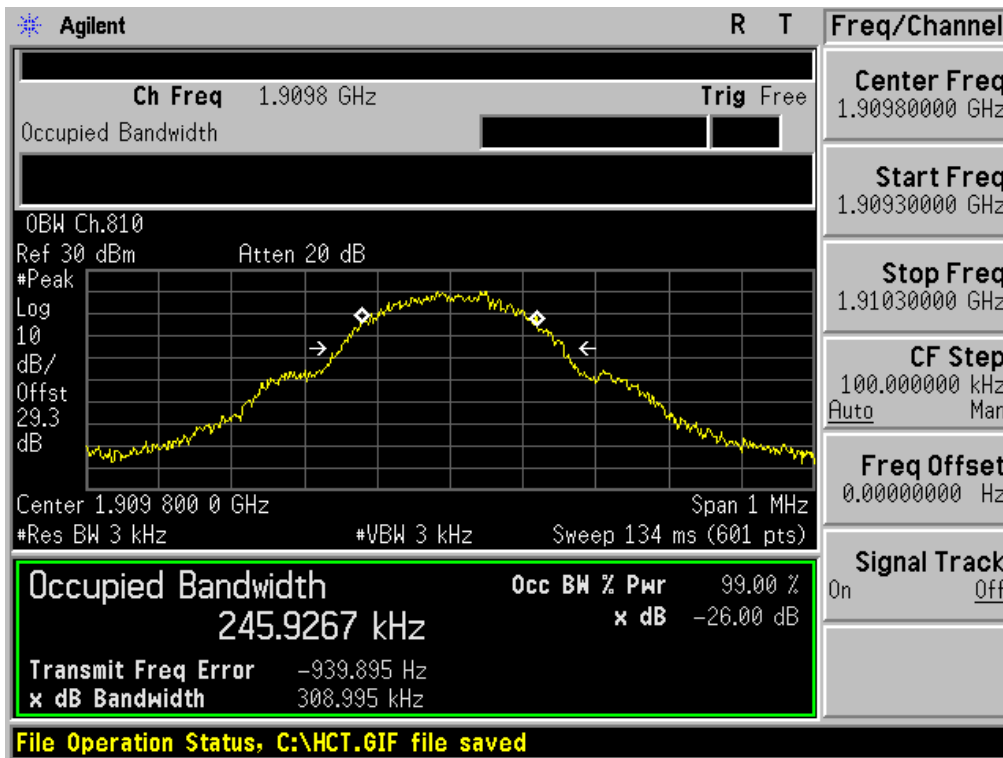 Agilent R T
Ch Freq 1.9098 GHz Trig Free
Occupied Bandwidth
OBW Ch.810
Ref 30 dBm Atten 20 dB
#Peak
Log
10
dB/
Offst
29.3
dB
Center 1.909 800 0 GHz Span 1 MHz
#Res BW 3 kHz #VBW 3 kHz Sweep 134 ms (601 pts)
Occupied Bandwidth
245.9267 kHz
Occ BW % Pwr 99.00 %
x dB -26.00 dB
Transmit Freq Error -939.895 Hz
x dB Bandwidth 308.995 kHz
File Operation Status, C:\HCT.GIF file saved
Freq/Channel
Center Freq
1.90980000 GHz
Start Freq
1.90930000 GHz
Stop Freq
1.91030000 GHz
CF Step
100.000000 kHz
Auto Man
Freq Offset
0.00000000 Hz
Signal Track
On Off